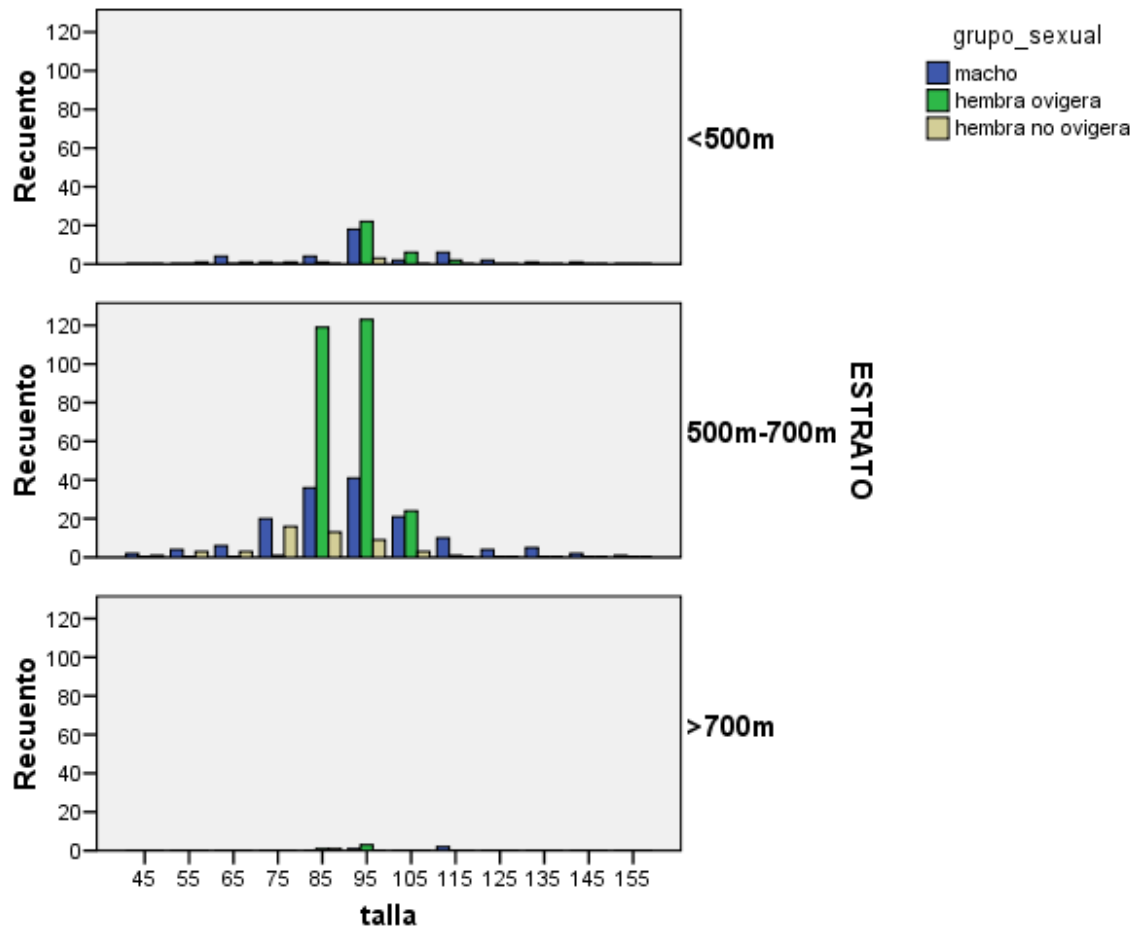 grupo_sexual
macho
hembra ovigera
hembra no ovigera
Recuento
120
100
80
60
40
20
0
<500m
Recuento
120
100
80
60
40
20
0
500m-700m
ESTRATO
Recuento
120
100
80
60
40
20
0
>700m
45 55 65 75 85 95 105 115 125 135 145 155
talla